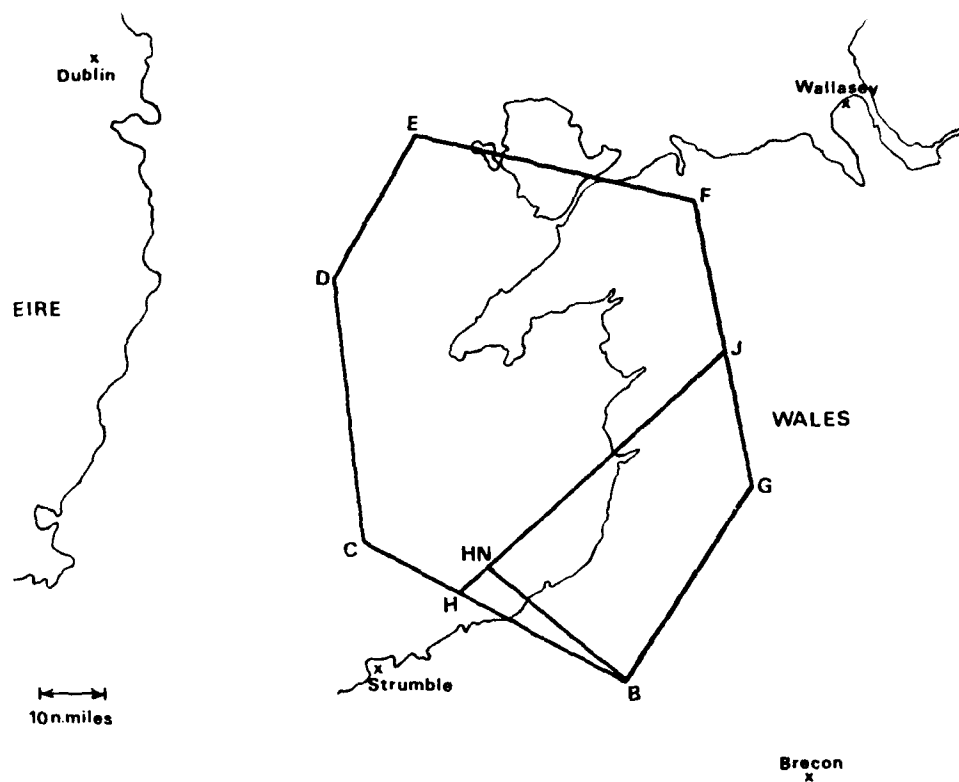 Dublin
Wallasey
E
F
D
EIRE
J
WALES
G
C
HN
H
Strumble
B
10 n.miles
Brecon